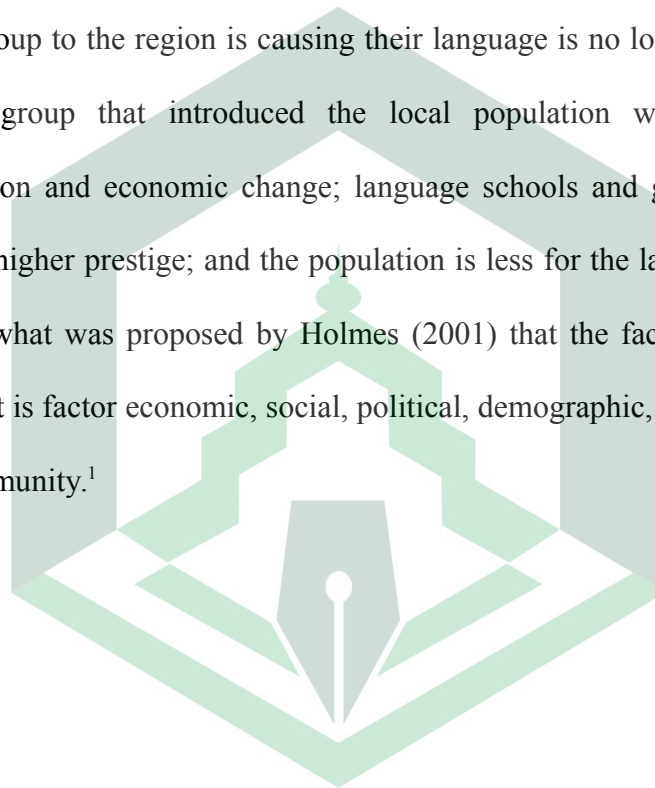 oup to the region is causing their language is no lo
group that introduced the local population w
on and economic change; language schools and g
higher prestige; and the population is less for the la
what was proposed by Holmes (2001) that the fac
t is factor economic, social, political, demographic,
munity.¹